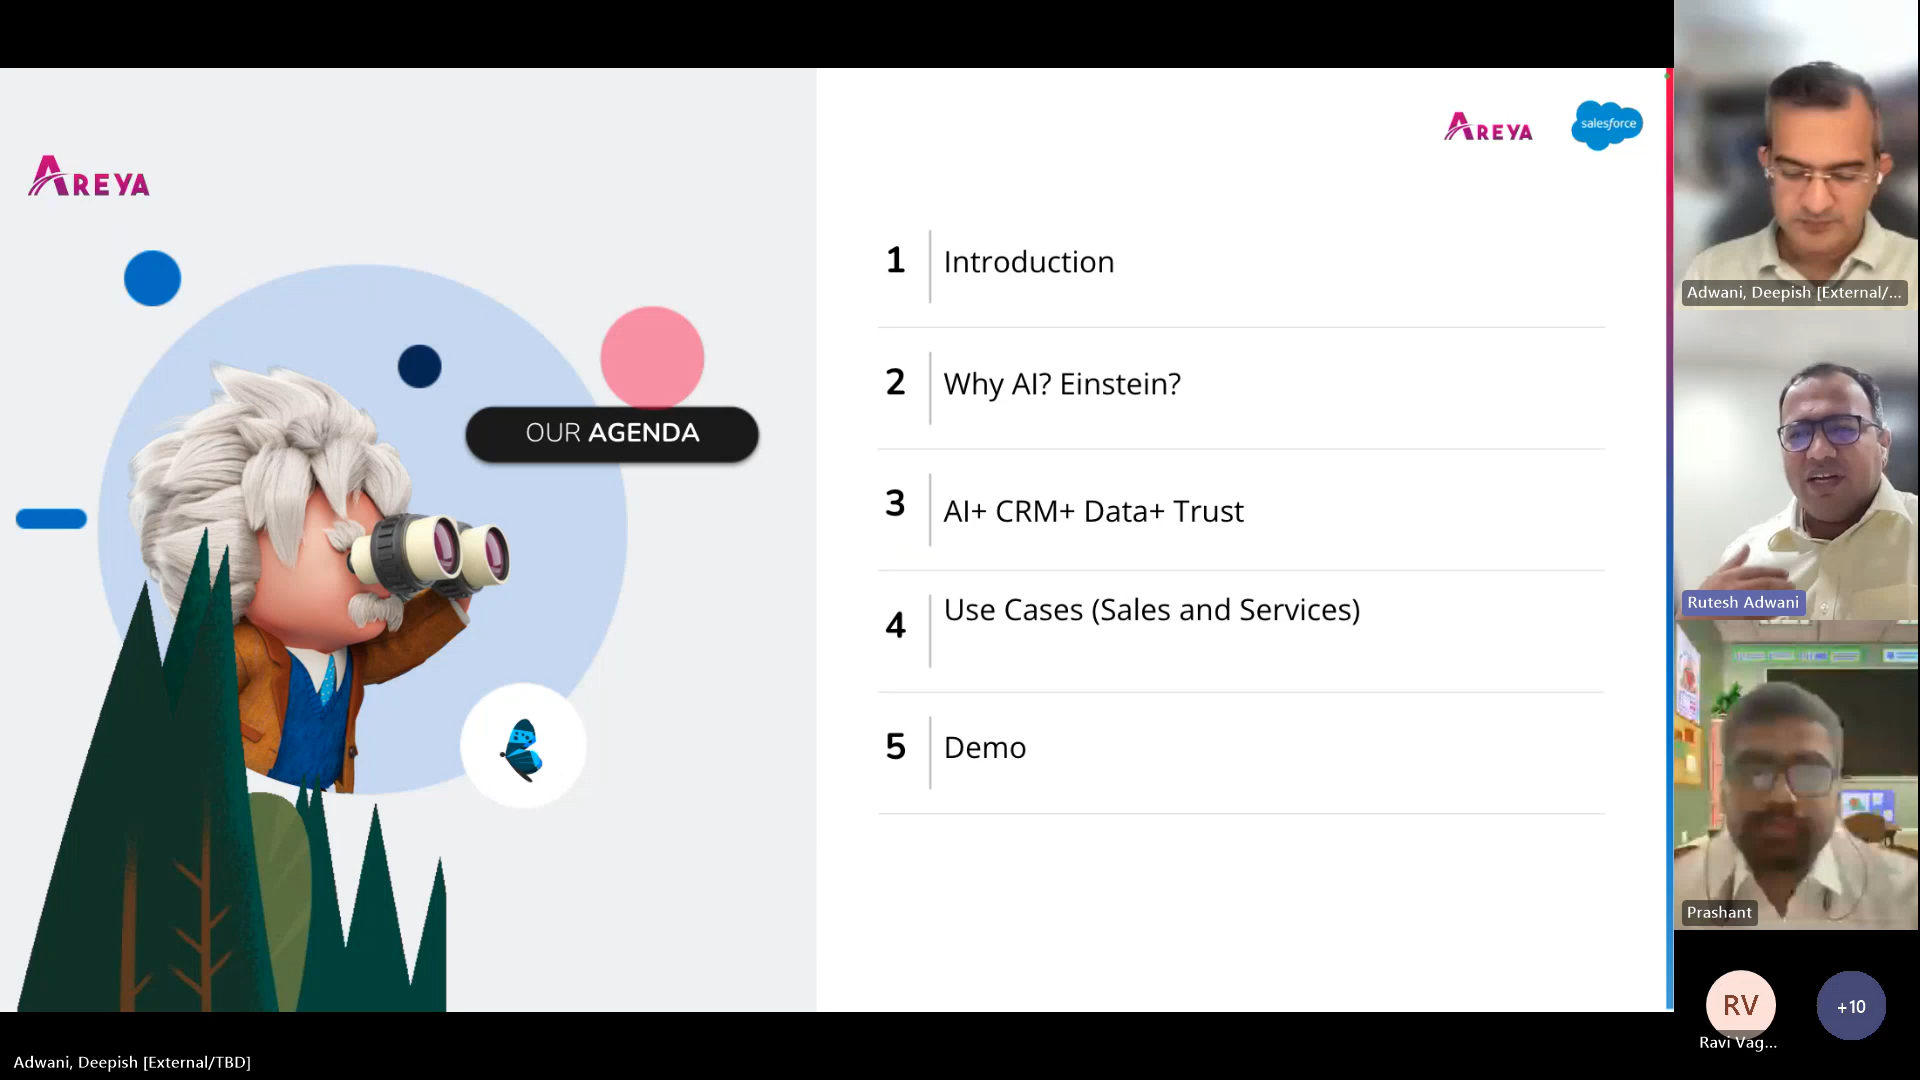 AREYA
OUR AGENDA
AREYA
salesforce
1 Introduction
2 Why AI? Einstein?
3 AI+ CRM+ Data+ Trust
4 Use Cases (Sales and Services)
5 Demo
Adwani, Deepish [External/...
Rutesh Adwani
Prashant
RV
+10
Ravi Vag...
Adwani, Deepish [External/TBD]